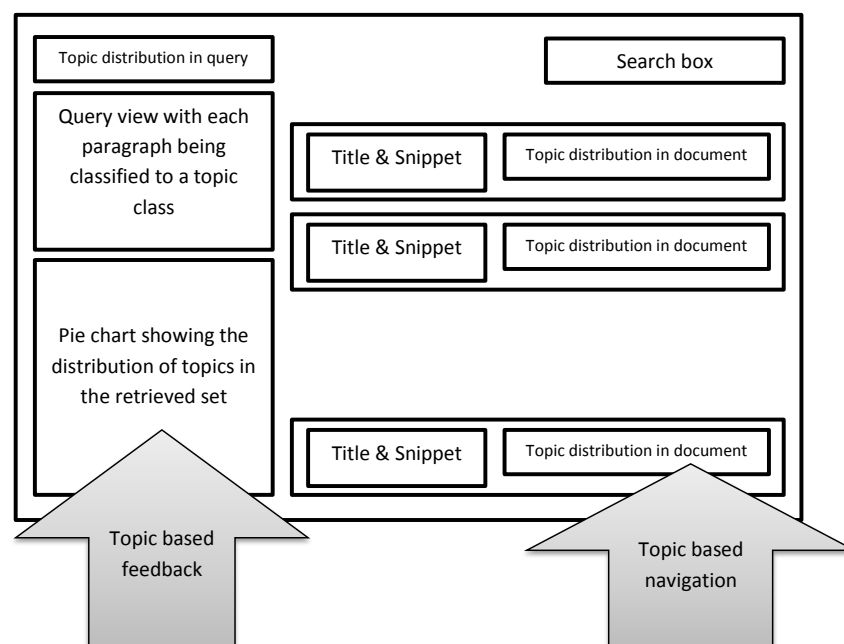 Topic distribution in query
Search box
Query view with each
paragraph being
classified to a topic
class
Title & Snippet
Topic distribution in document
Title & Snippet
Topic distribution in document
Pie chart showing the
distribution of topics in
the retrieved set
Title & Snippet
Topic distribution in document
Topic based
feedback
Topic based
navigation